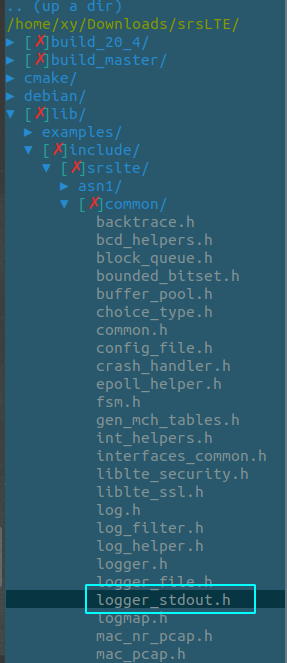 .. (up a dir)
/home/xy/Downloads/srsLTE/
▶ [✗]build_20_4/
▶ [✗]build_master/
▶ cmake/
▶ debian/
▼ [✗]lib/
▶ examples/
▼ [✗]include/
▼ [✗]srslte/
▶ asn1/
▼ [✗]common/
backtrace.h
bcd_helpers.h
block_queue.h
bounded_bitset.h
buffer_pool.h
choice_type.h
common.h
config_file.h
crash_handler.h
epoll_helper.h
fsm.h
gen_mch_tables.h
int_helpers.h
interfaces_common.h
liblte_security.h
liblte_ssl.h
log.h
log_filter.h
log_helper.h
logger.h
logger_file.h
logger_stdout.h
logmap.h
mac_nr_pcap.h
mac_pcap.h